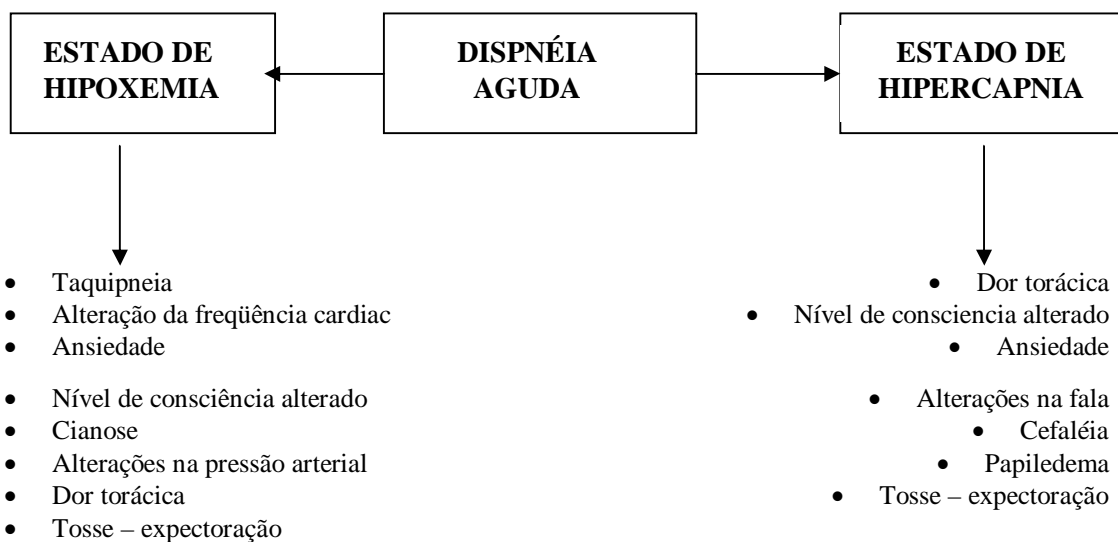 ESTADO DE
HIPOXEMIA
DISPNÉIA
AGUDA
ESTADO DE
HIPERCAPNIA
• Taquipneia
• Alteração da freqüência cardiac
• Ansiedade
• Nível de consciência alterado
• Cianose
• Alterações na pressão arterial
• Dor torácica
• Tosse – expectoração
• Dor torácica
• Nível de consciencia alterado
• Ansiedade
• Alterações na fala
• Cefaléia
• Papiledema
• Tosse – expectoração